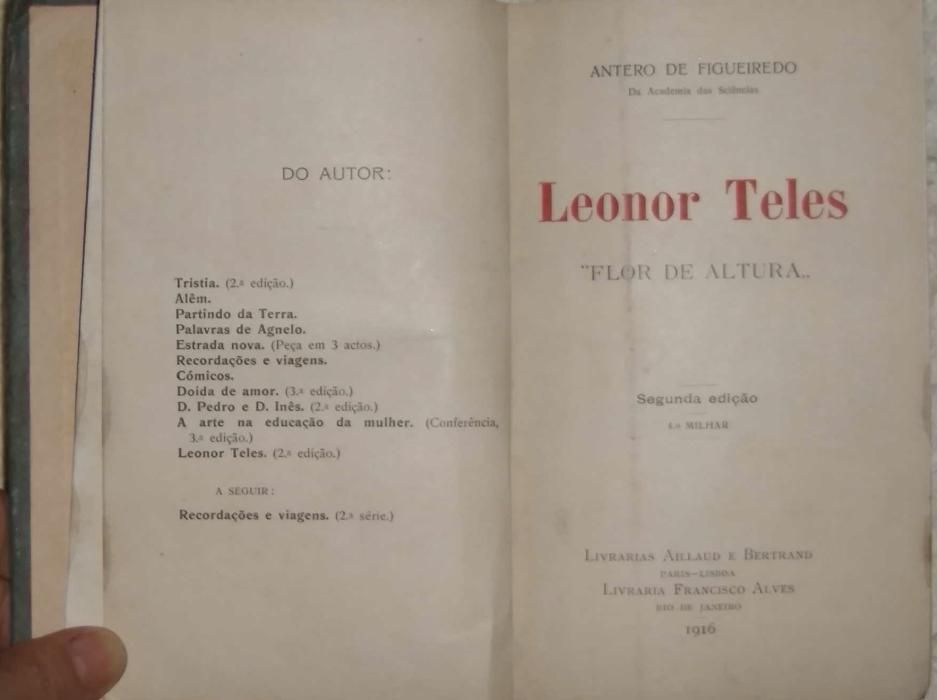 DO AUTOR:
Tristia. (2.ª edição.)
Alêm.
Partindo da Terra.
Palavras de Agnelo.
Estrada nova. (Peça em 3 actos.)
Recordações e viagens.
Cómicos.
Doida de amor. (3.ª edição.)
D. Pedro e D. Inês. (2.ª edição.)
A arte na educação da mulher. (Conferência,
3.ª edição.)
Leonor Teles. (2.ª edição.)
A SEGUIR:
Recordações e viagens. (2.ª série.)
ANTERO DE FIGUEIREDO
Da Academia das Sciências
Leonor Teles
"FLOR DE ALTURA„
Segunda edição
MILHAR
LIVRARIAS AILLAUD E BERTRAND
PARIS—LISBOA
LIVRARIA FRANCISCO ALVES
RIO DE JANEIRO
1916